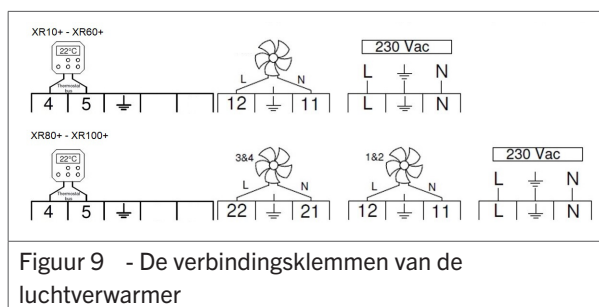 XR10+ - XR60+
22°C
Thermostat
bus
L N
230 Vac
L ⏚ N
4 5 ⏚ 12 ⏚ 11 L ⏚ N
XR80+ - XR100+
22°C
Thermostat
bus
3&4
L N
1&2
L N
230 Vac
L ⏚ N
4 5 ⏚ 22 ⏚ 21 12 ⏚ 11 L ⏚ N
Figuur 9 - De verbindingsklemmen van de
luchtverwarmer